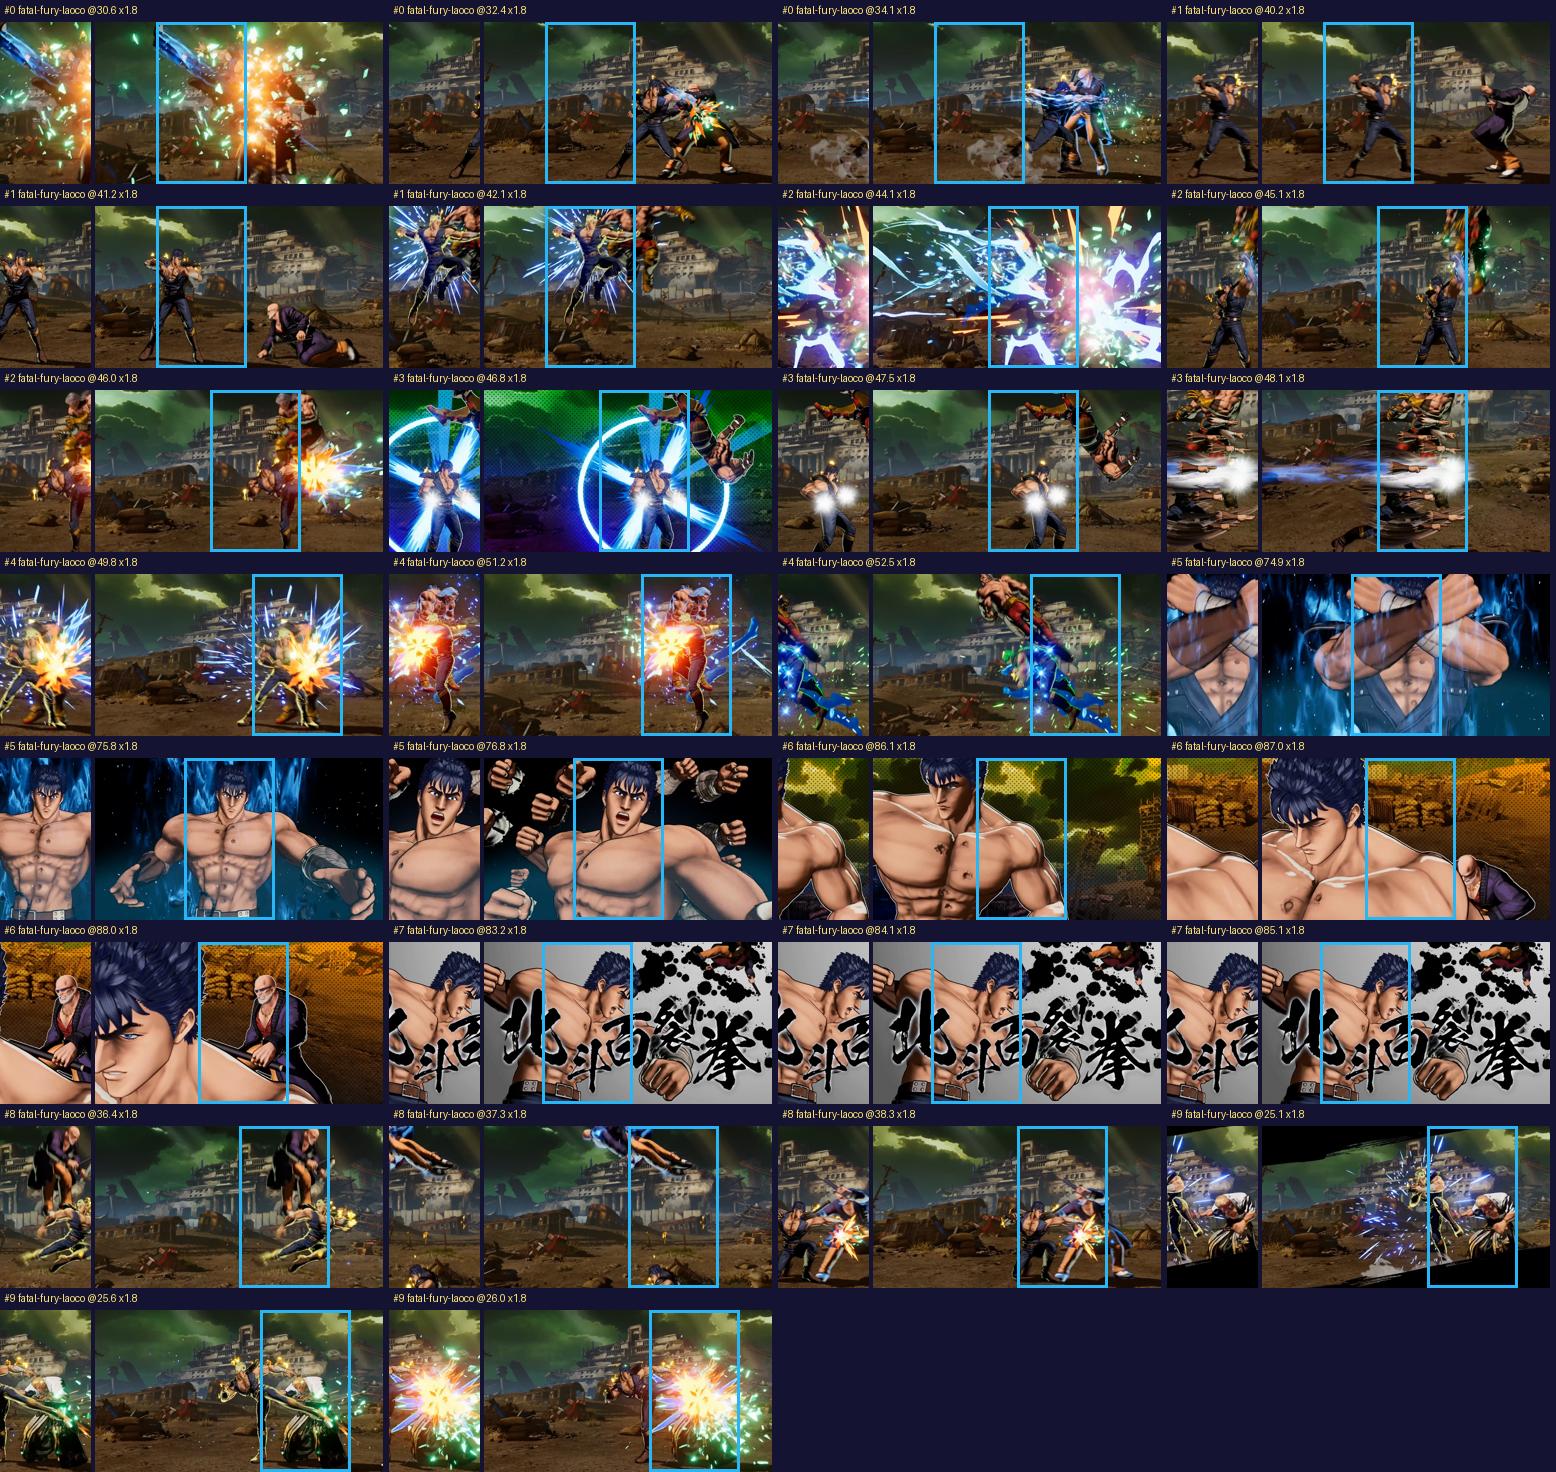 #0 fatal-fury-laoco @30.6 x1.8
#0 fatal-fury-laoco @32.4 x1.8
#0 fatal-fury-laoco @34.1 x1.8
#1 fatal-fury-laoco @40.2 x1.8
#1 fatal-fury-laoco @41.2 x1.8
#1 fatal-fury-laoco @42.1 x1.8
#2 fatal-fury-laoco @44.1 x1.8
#2 fatal-fury-laoco @45.1 x1.8
#2 fatal-fury-laoco @46.0 x1.8
#3 fatal-fury-laoco @46.8 x1.8
#3 fatal-fury-laoco @47.5 x1.8
#3 fatal-fury-laoco @48.1 x1.8
#4 fatal-fury-laoco @49.8 x1.8
#4 fatal-fury-laoco @51.2 x1.8
#4 fatal-fury-laoco @52.5 x1.8
#5 fatal-fury-laoco @74.9 x1.8
#5 fatal-fury-laoco @75.8 x1.8
#5 fatal-fury-laoco @76.8 x1.8
#6 fatal-fury-laoco @86.1 x1.8
#6 fatal-fury-laoco @87.0 x1.8
#6 fatal-fury-laoco @88.0 x1.8
#7 fatal-fury-laoco @83.2 x1.8
#7 fatal-fury-laoco @84.1 x1.8
#7 fatal-fury-laoco @85.1 x1.8
北斗百裂拳
北斗百裂拳
北斗百裂拳
#8 fatal-fury-laoco @36.4 x1.8
#8 fatal-fury-laoco @37.3 x1.8
#8 fatal-fury-laoco @38.3 x1.8
#9 fatal-fury-laoco @25.1 x1.8
#9 fatal-fury-laoco @25.6 x1.8
#9 fatal-fury-laoco @26.0 x1.8